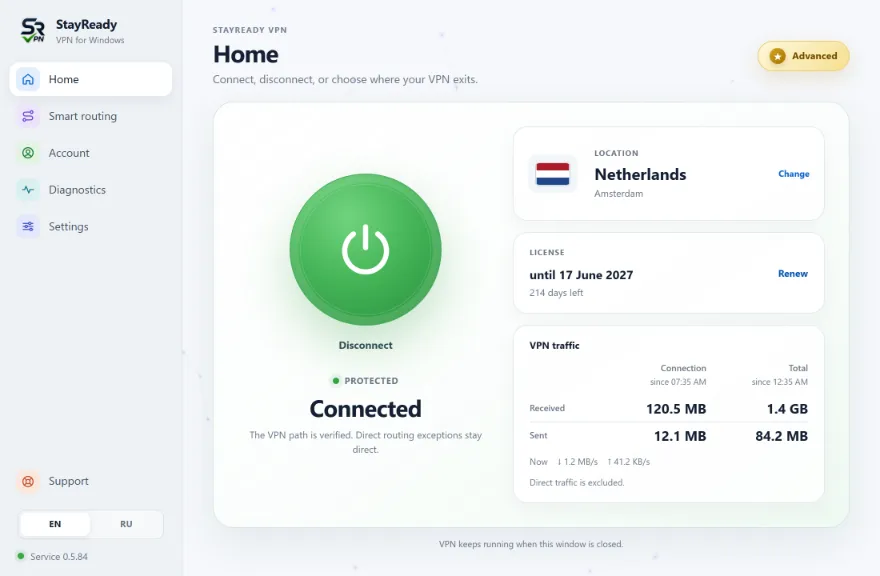 SR
VPN
StayReady
VPN for Windows
Home
Smart routing
Account
Diagnostics
Settings
Support
EN RU
Service 0.5.84
STAYREADY VPN
Home
Connect, disconnect, or choose where your VPN exits.
Advanced
Disconnect
PROTECTED
Connected
The VPN path is verified. Direct routing exceptions stay
direct.
LOCATION
Netherlands
Amsterdam
Change
LICENSE
until 17 June 2027
214 days left
Renew
VPN traffic
Connection Total
since 07:35 AM since 12:35 AM
Received 120.5 MB 1.4 GB
Sent 12.1 MB 84.2 MB
Now ↓ 1.2 MB/s ↑ 41.2 KB/s
Direct traffic is excluded.
VPN keeps running when this window is closed.